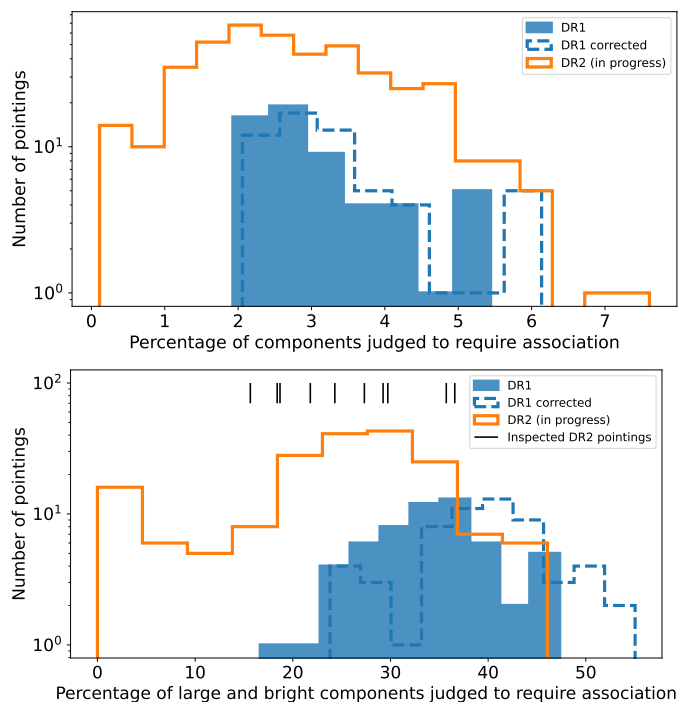 DR1
DR1 corrected
DR2 (in progress)
Number of pointings
10¹
10⁰
0 1 2 3 4 5 6 7
Percentage of components judged to require association
DR1
DR1 corrected
DR2 (in progress)
Inspected DR2 pointings
Number of pointings
10²
10¹
10⁰
0 10 20 30 40 50
Percentage of large and bright components judged to require association